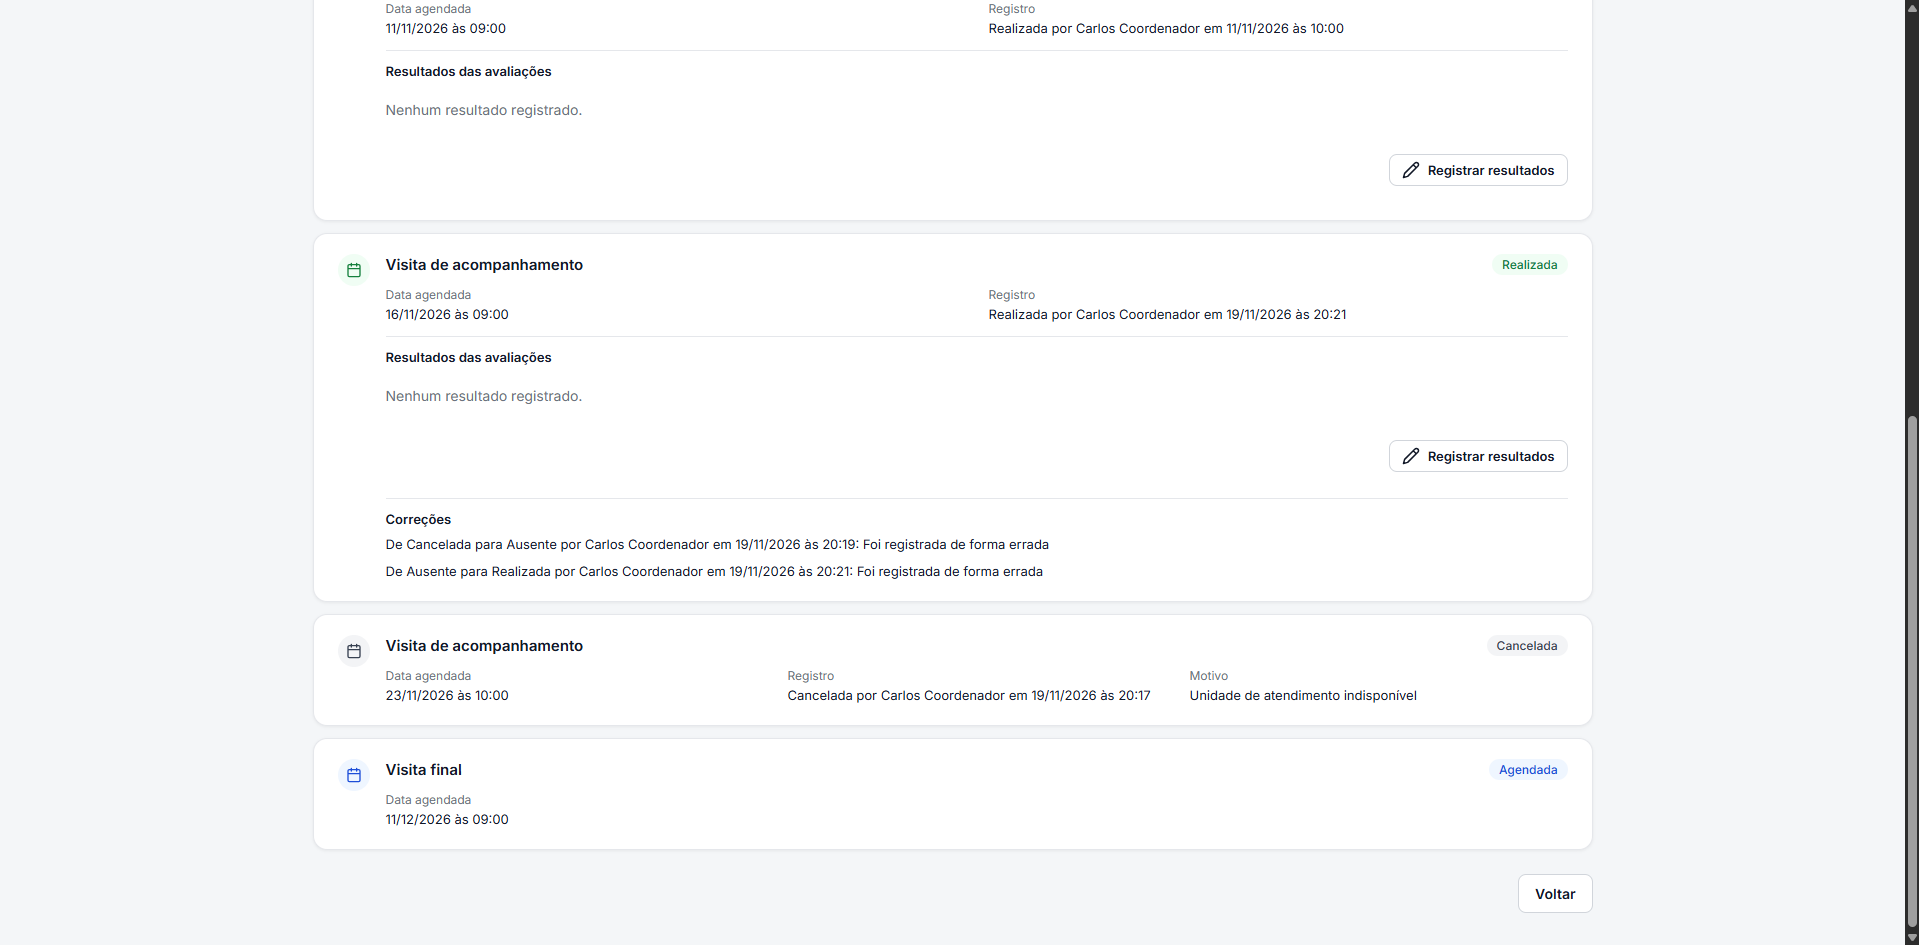 Data agendada
11/11/2026 às 09:00
Registro
Realizada por Carlos Coordenador em 11/11/2026 às 10:00
Resultados das avaliações
Nenhum resultado registrado.
Registrar resultados
Visita de acompanhamento
Realizada
Data agendada
16/11/2026 às 09:00
Registro
Realizada por Carlos Coordenador em 19/11/2026 às 20:21
Resultados das avaliações
Nenhum resultado registrado.
Registrar resultados
Correções
De Cancelada para Ausente por Carlos Coordenador em 19/11/2026 às 20:19: Foi registrada de forma errada
De Ausente para Realizada por Carlos Coordenador em 19/11/2026 às 20:21: Foi registrada de forma errada
Visita de acompanhamento
Cancelada
Data agendada
23/11/2026 às 10:00
Registro
Cancelada por Carlos Coordenador em 19/11/2026 às 20:17
Motivo
Unidade de atendimento indisponível
Visita final
Agendada
Data agendada
11/12/2026 às 09:00
Voltar